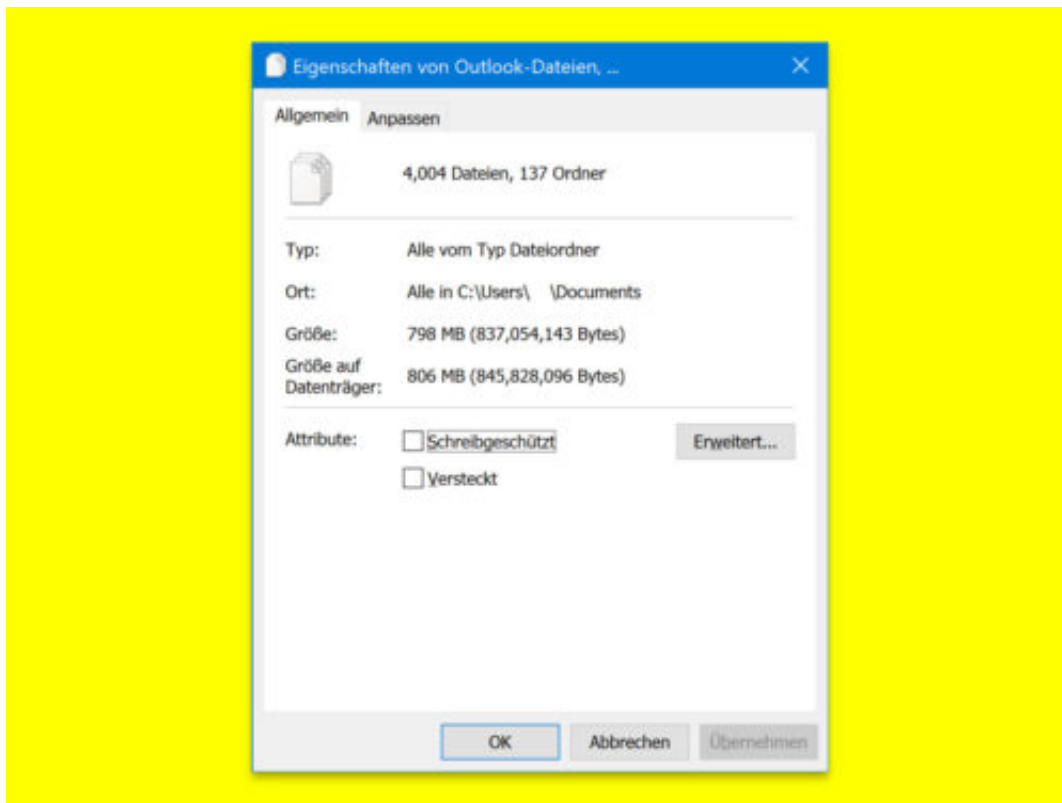 Eigenschaften von Outlook-Dateien, ...
Allgemein Anpassen
4,004 Dateien, 137 Ordner
Typ: Alle vom Typ Dateiordner
Ort: Alle in C:\Users\ \Documents
Größe: 798 MB (837,054,143 Bytes)
Größe auf
Datenträger: 806 MB (845,828,096 Bytes)
Attribute: Schreibgeschützt Erweitert...
Versteckt
OK Abbrechen Übernehmen